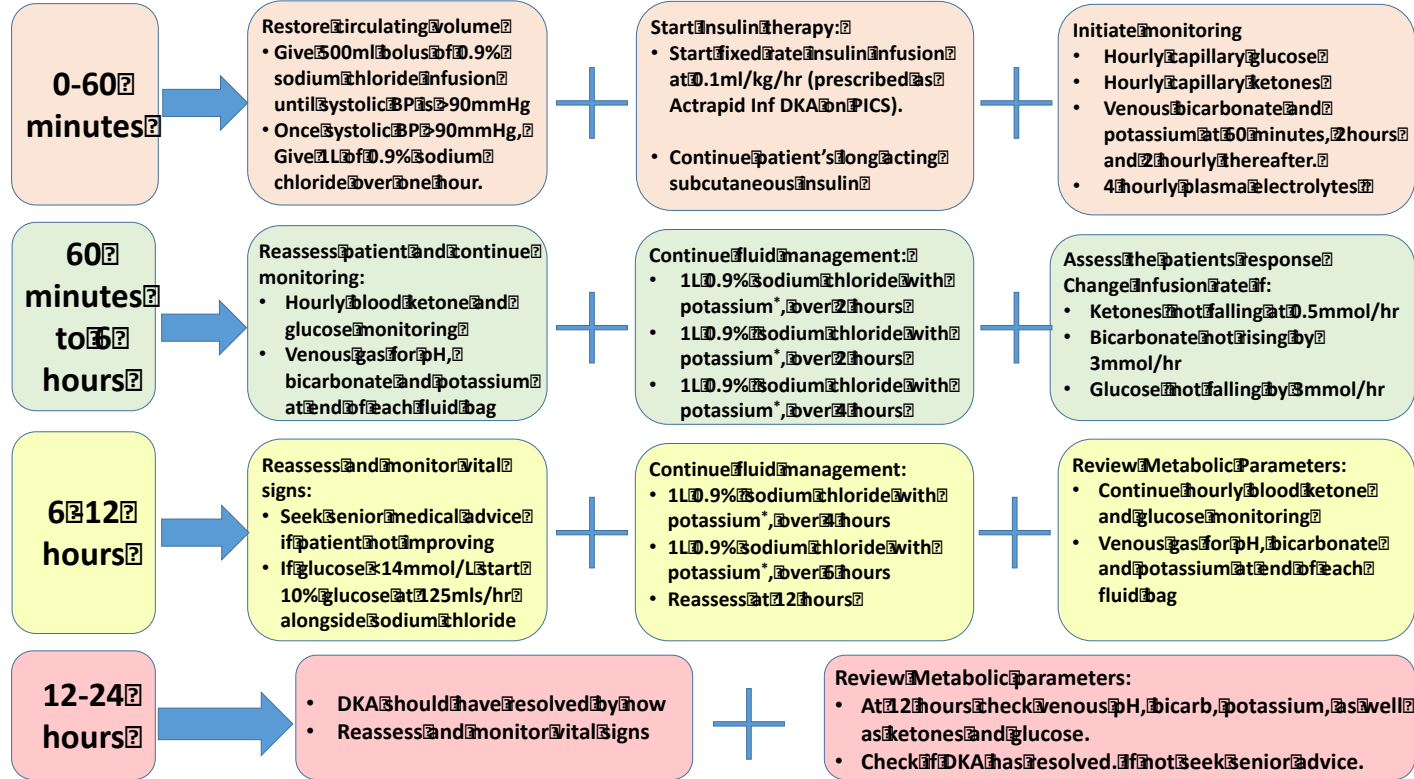 0-60
minutes
Restore circulating volume
• Give 500ml bolus of 0.9%
sodium chloride infusion
until systolic BP is >90mmHg
• Once systolic BP >90mmHg,
Give 1L of 0.9% sodium
chloride over one hour.
Start Insulin therapy:
• Start fixed rate insulin infusion
at 0.1ml/kg/hr (prescribed as
Actrapid Inf DKA on PICS).
• Continue patient's long acting
subcutaneous insulin
Initiate monitoring
• Hourly capillary glucose
• Hourly capillary ketones
• Venous bicarbonate and
potassium at 60 minutes, 2hours
and 2 hourly thereafter.
• 4 hourly plasma electrolytes
60
minutes
to 6
hours
Reassess patient and continue
monitoring:
• Hourly blood ketone and
glucose monitoring
• Venous gas for pH,
bicarbonate and potassium
at end of each fluid bag
Continue fluid management:
• 1L 0.9% sodium chloride with
potassium*, over 2 hours
• 1L 0.9% sodium chloride with
potassium*, over 2 hours
• 1L 0.9% sodium chloride with
potassium*, over 4 hours
Assess the patients response
Change infusion rate if:
• Ketones not falling at 0.5mmol/hr
• Bicarbonate not rising by
3mmol/hr
• Glucose not falling by 3mmol/hr
6 12
hours
Reassess and monitor vital
signs:
• Seek senior medical advice
if patient not improving
• If glucose <14mmol/L start
10% glucose at 125mls/hr
alongside sodium chloride
Continue fluid management:
• 1L 0.9% sodium chloride with
potassium*, over 4 hours
• 1L 0.9% sodium chloride with
potassium*, over 6 hours
• Reassess at 12 hours
Review Metabolic Parameters:
• Continue hourly blood ketone
and glucose monitoring
• Venous gas for pH, bicarbonate
and potassium at end of each
fluid bag
12-24
hours
• DKA should have resolved by now
• Reassess and monitor vital signs
Review Metabolic parameters:
• At 12 hours check venous pH, bicarb, potassium, as well
as ketones and glucose.
• Check if DKA has resolved. If not seek senior advice.